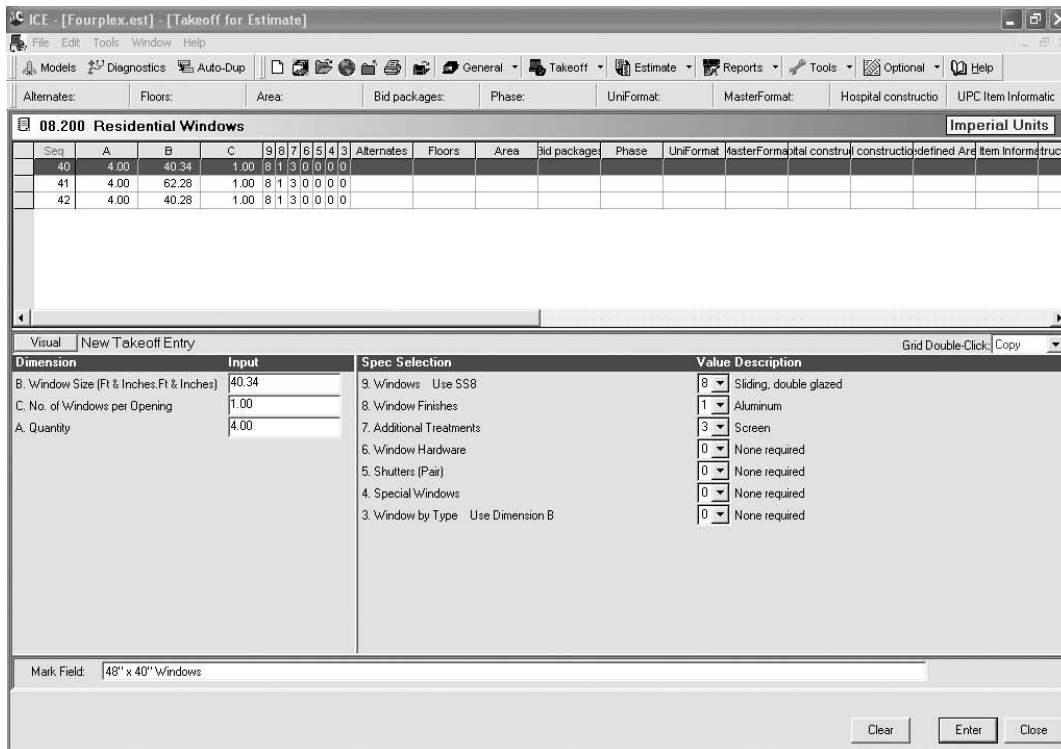 ICE - [Fourplex.est] - [Takeoff for Estimate]
File Edit Tools Window Help
Models Diagnostics Auto-Dup General Takeoff Estimate Reports Tools Optional Help
Alternates: Floors: Area: Bid packages: Phase: UniFormat: MasterFormat: Hospital constructio UPC Item Informatic
08.200 Residential Windows Imperial Units
Seq A B C 9 8 7 6 5 4 3 Alternates Floors Area Bid packages Phase UniFormat MasterForma pital construc l constructio edefined Are Item Informa truc
40 4.00 40.34 1.00 8 1 3 0 0 0 0
41 4.00 62.28 1.00 8 1 3 0 0 0 0
42 4.00 40.28 1.00 8 1 3 0 0 0 0
Visual New Takeoff Entry Grid Double-Click: Copy
Dimension Input Spec Selection Value Description
B. Window Size (Ft & Inches.Ft & Inches) 40.34 9. Windows Use SS8 8 Sliding, double glazed
C. No. of Windows per Opening 1.00 8. Window Finishes 1 Aluminum
A. Quantity 4.00 7. Additional Treatments 3 Screen
6. Window Hardware 0 None required
5. Shutters (Pair) 0 None required
4. Special Windows 0 None required
3. Window by Type Use Dimension B 0 None required
Mark Field: 48" x 40" Windows
Clear Enter Close